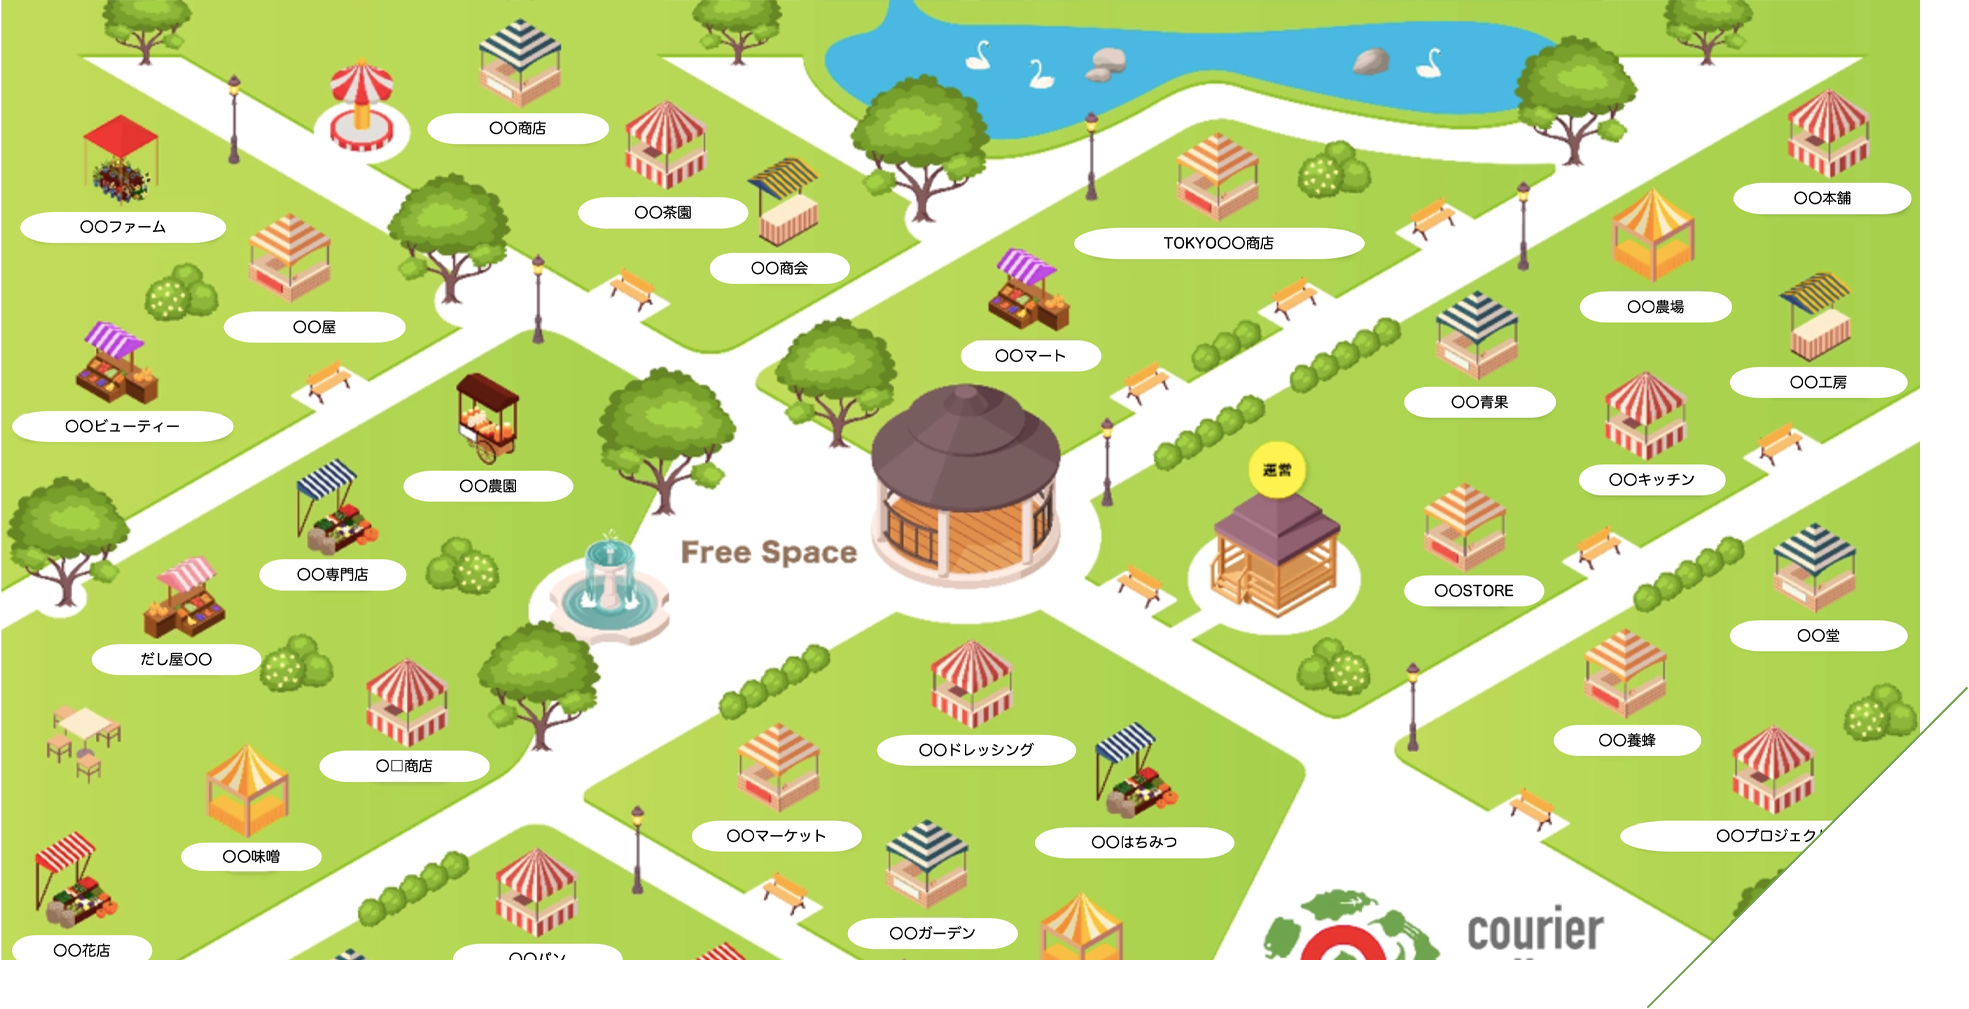 〇〇商店
〇〇本舗
〇〇茶園
〇〇ファーム
TOKYO〇〇商店
〇〇商会
〇〇農場
〇〇屋
〇〇マート
〇〇工房
〇〇青果
〇〇ビューティー
運営
〇〇キッチン
〇〇農園
Free Space
〇〇専門店
〇〇STORE
〇〇堂
だし屋〇〇
〇〇養蜂
〇〇ドレッシング
〇□商店
〇〇マーケット
〇〇プロジェク
〇〇はちみつ
〇〇味噌
courier
〇〇ガーデン
〇〇花店
〇〇パン